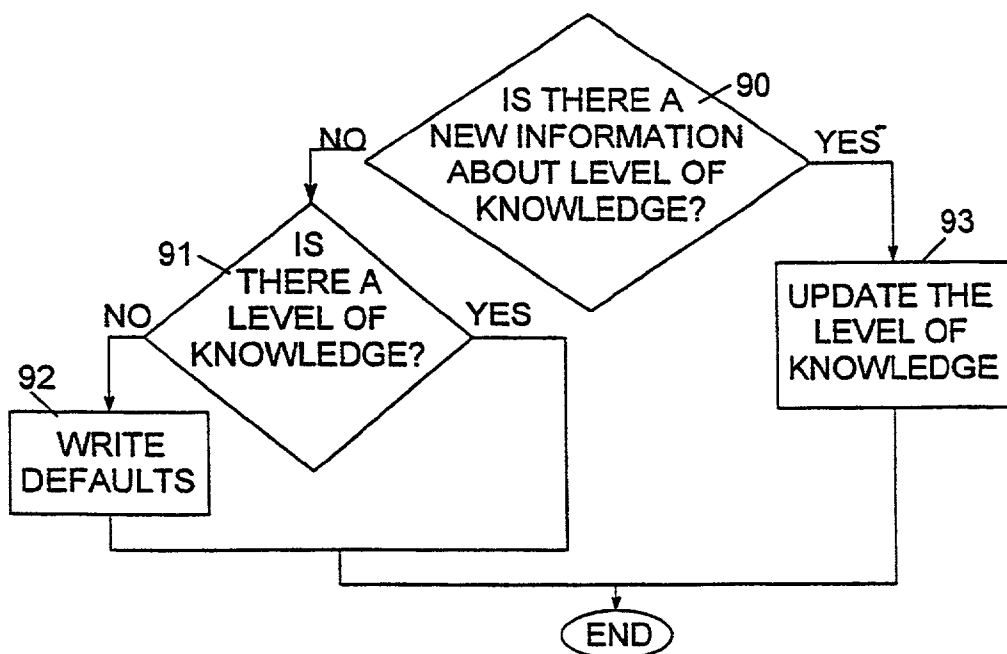 90
IS THERE A
NEW INFORMATION
ABOUT LEVEL OF
KNOWLEDGE?
NO
YES
91
IS
THERE A
LEVEL OF
KNOWLEDGE?
NO
YES
93
UPDATE THE
LEVEL OF
KNOWLEDGE
92
WRITE
DEFAULTS
END